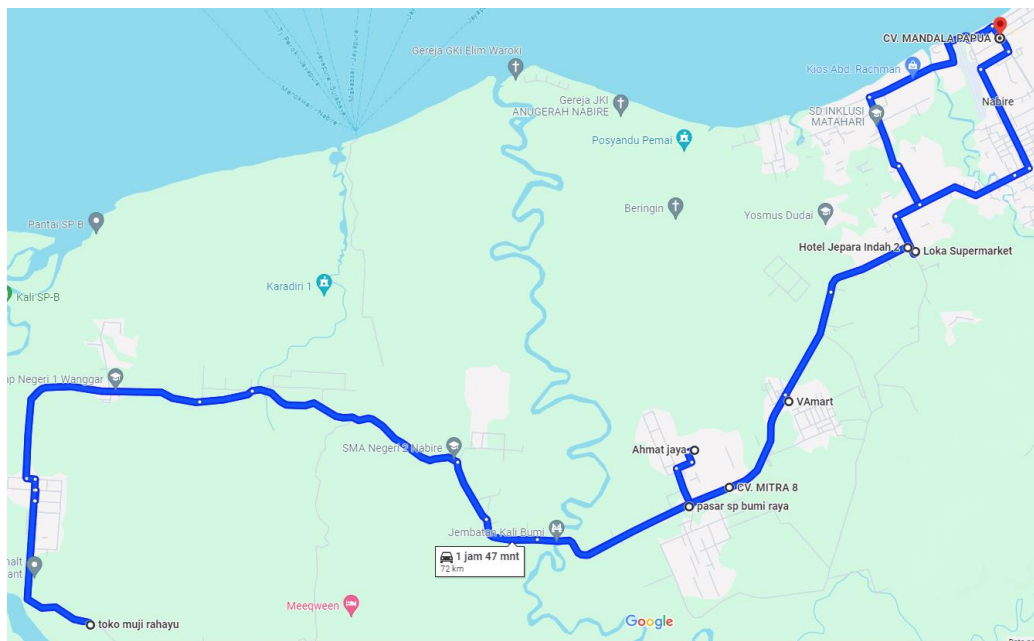 CV. MANDALA PAPUA
Gereja GKI Elim Waroki
Kios Abd. Rachman
Gereja JKI
ANUGERAH NABIRE
SD INKLUSI
MATAHARI
Nabire
Posyandu Pemai
Beringin
Yosmus Dudai
Pantai SP B
Hotel Jepara Indah 2
Loka Supermarket
Karadiri 1
Kali SP-B
ap Negeri 1 Wanggar
VAmart
SMA Negeri 2 Nabire
Ahmat jaya
CV. MITRA 8
pasar sp bumi raya
Jembatan Kali Bumi
1 jam 47 mnt
72 km
halt
ant
Meeqween
toko muji rahayu
Google